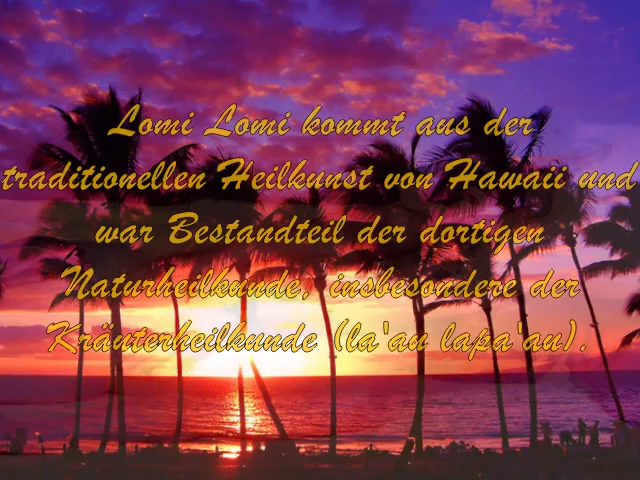 Lomi Lomi kommt aus der
traditionellen Heilkunst von Hawaii und
war Bestandteil der dortigen
Naturheilkunde, insbesondere der
Kräuterheilkunde (la'au lapa'au).